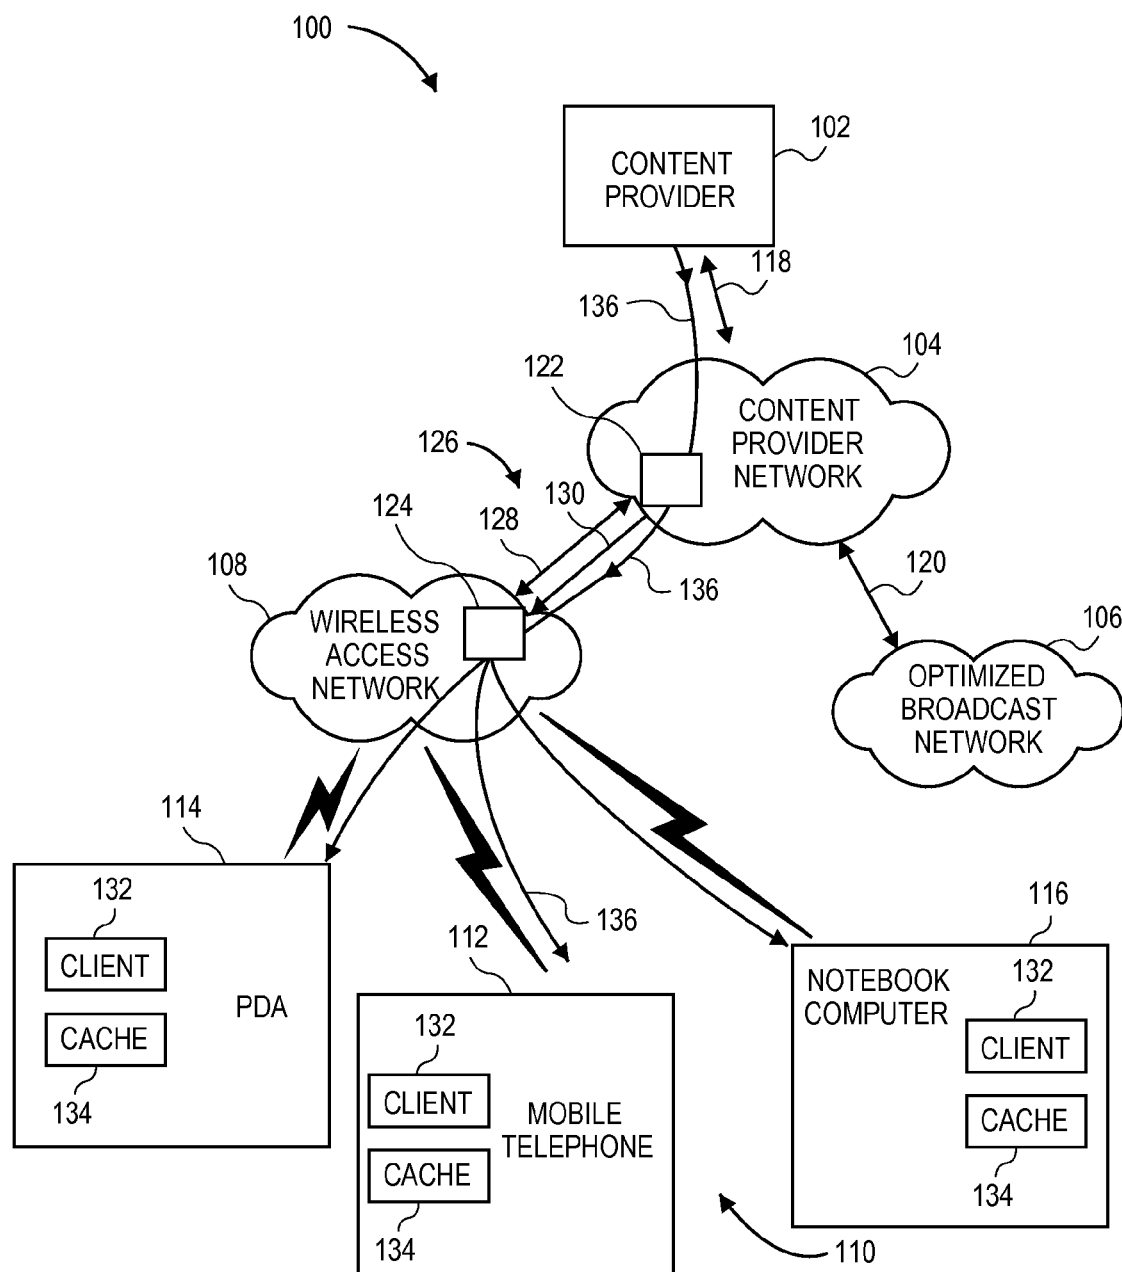 100
102
CONTENT
PROVIDER
118
136
104
122
CONTENT
PROVIDER
NETWORK
126
130
124
128
136
120
108
WIRELESS
ACCESS
NETWORK
106
OPTIMIZED
BROADCAST
NETWORK
114
132
CLIENT
PDA
CACHE
134
136
112
132
CLIENT
MOBILE
TELEPHONE
CACHE
134
116
NOTEBOOK
COMPUTER
132
CLIENT
CACHE
134
110